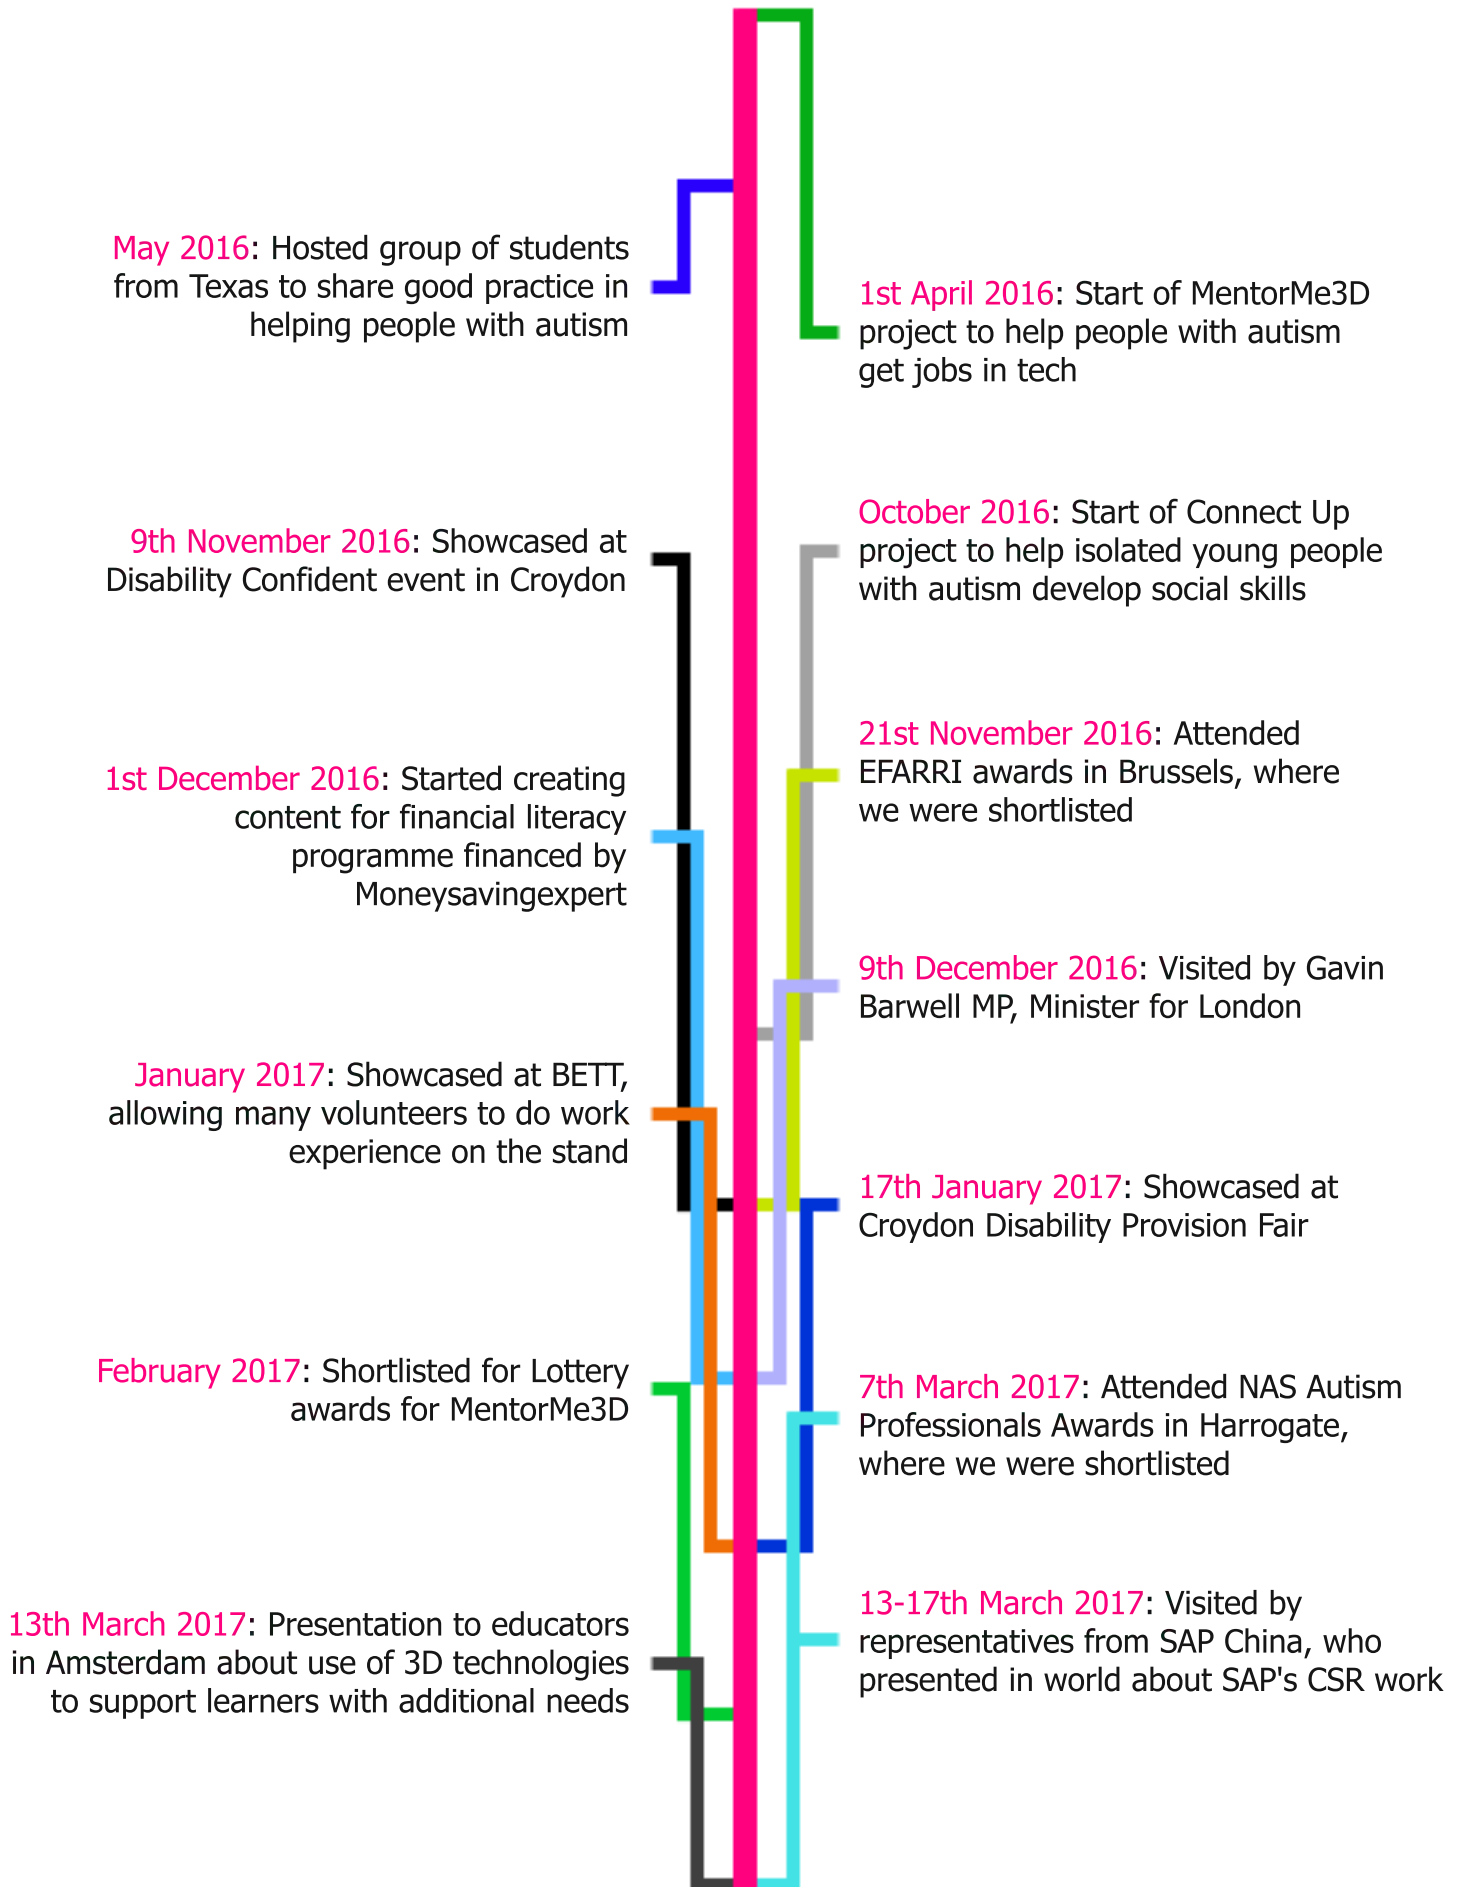 May 2016: Hosted group of students
from Texas to share good practice in
helping people with autism
1st April 2016: Start of MentorMe3D
project to help people with autism
get jobs in tech
October 2016: Start of Connect Up
project to help isolated young people
with autism develop social skills
9th November 2016: Showcased at
Disability Confident event in Croydon
21st November 2016: Attended
EFARRI awards in Brussels, where
we were shortlisted
1st December 2016: Started creating
content for financial literacy
programme financed by
Moneysavingexpert
9th December 2016: Visited by Gavin
Barwell MP, Minister for London
January 2017: Showcased at BETT,
allowing many volunteers to do work
experience on the stand
17th January 2017: Showcased at
Croydon Disability Provision Fair
February 2017: Shortlisted for Lottery
awards for MentorMe3D
7th March 2017: Attended NAS Autism
Professionals Awards in Harrogate,
where we were shortlisted
13th March 2017: Presentation to educators
in Amsterdam about use of 3D technologies
to support learners with additional needs
13-17th March 2017: Visited by
representatives from SAP China, who
presented in world about SAP's CSR work